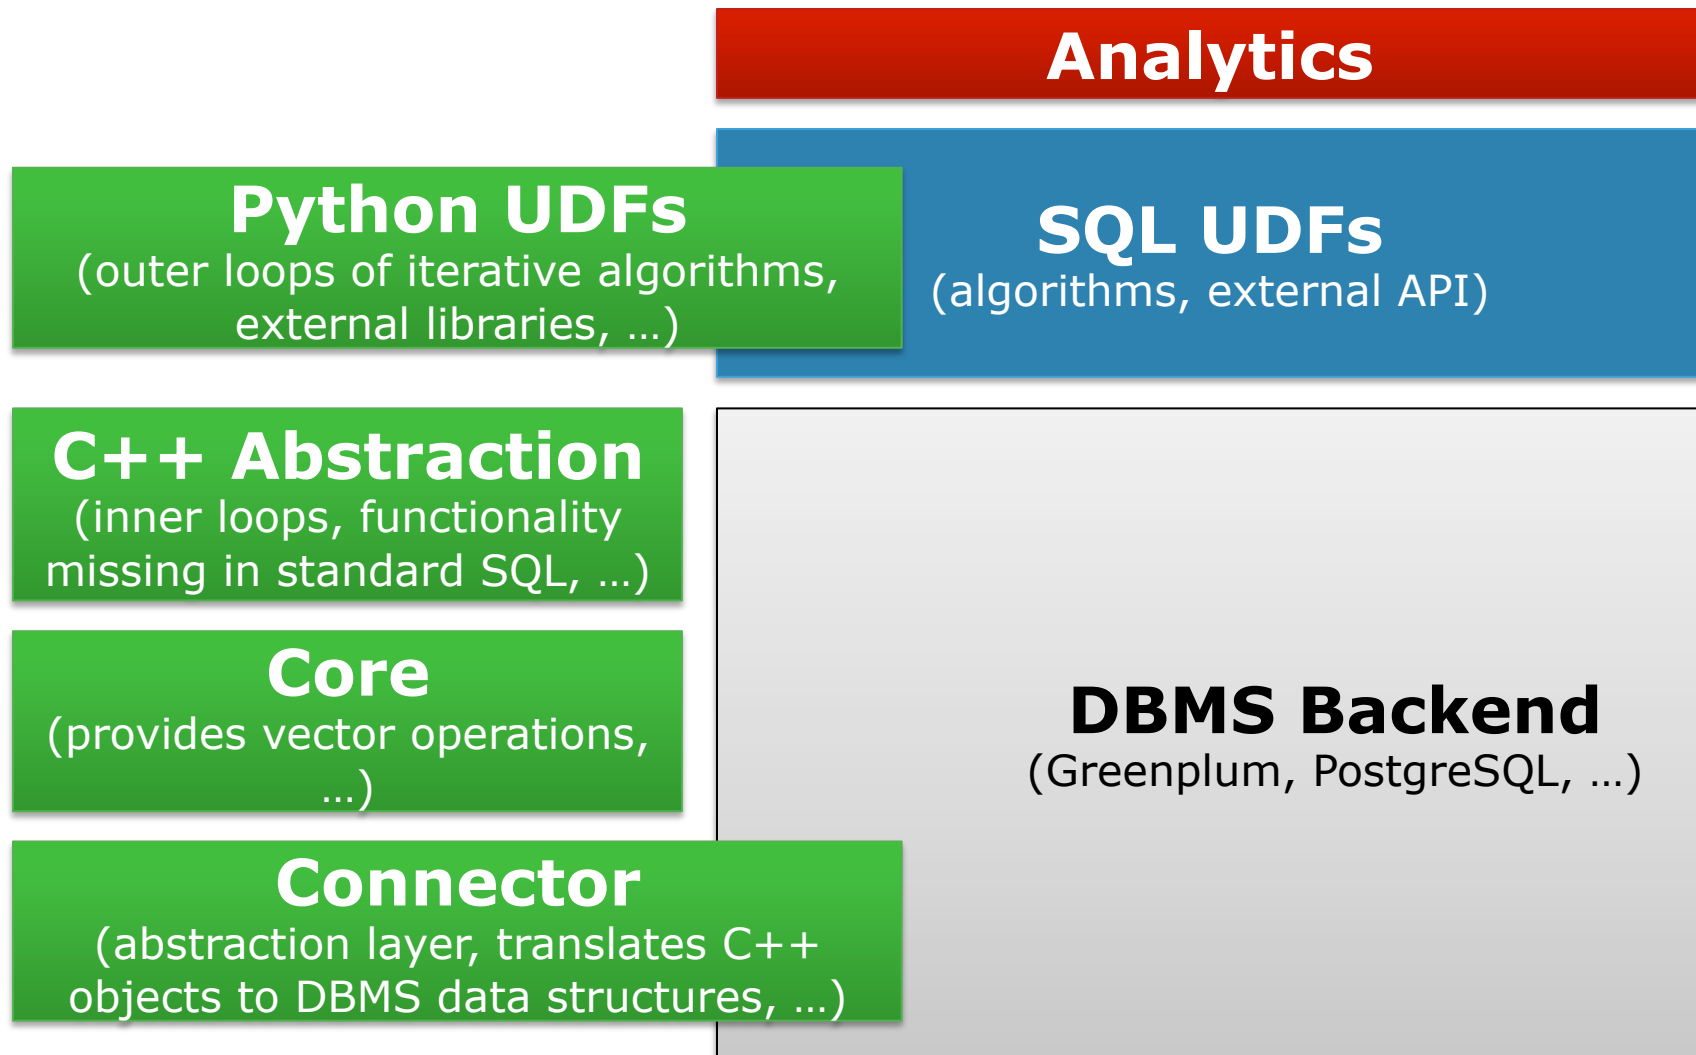 Analytics
Python UDFs
(outer loops of iterative algorithms,
external libraries, …)
SQL UDFs
(algorithms, external API)
C++ Abstraction
(inner loops, functionality
missing in standard SQL, …)
Core
(provides vector operations,
…)
DBMS Backend
(Greenplum, PostgreSQL, …)
Connector
(abstraction layer, translates C++
objects to DBMS data structures, …)